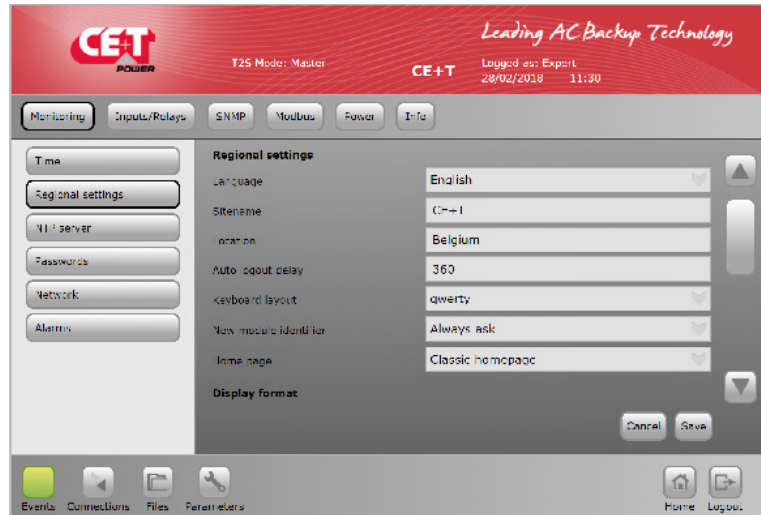 CE+T
POWER
Leading AC Backup Technology
T2S Mode: Master
CE+T
Logged as: Expert
28/02/2018 11:30
Monitoring Inputs/Relays SNMP Modbus Power Info
Time
Regional settings
NTP server
Passwords
Network
Alarms
Regional settings
Language English
Sitename CE+T
Location Belgium
Auto logout delay 360
Keyboard layout qwerty
New module identifier Always ask
Home page Classic homepage
Display format
Cancel Save
Events Connections Files Parameters Home Logout